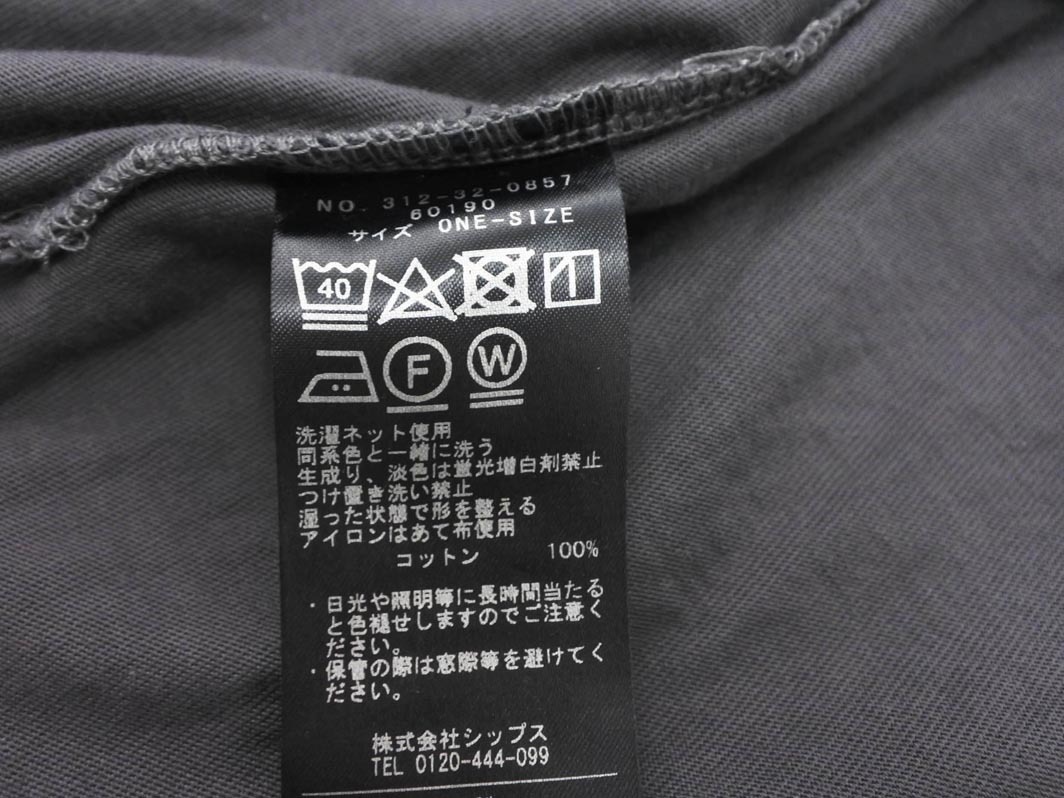 NO. 312-32-0857
60190
サイズ ONE-SIZE
40
F W
洗濯ネット使用
同系色と一緒に洗う
生成り、淡色は蛍光増白剤禁止
つけ置き洗い禁止
湿った状態で形を整える
アイロンはあて布使用
コットン 100%
・日光や照明等に長時間当たる
と色褪せしますのでご注意く
ださい。
・保管の際は窓際等を避けてく
ださい。
株式会社シップス
TEL 0120-444-099